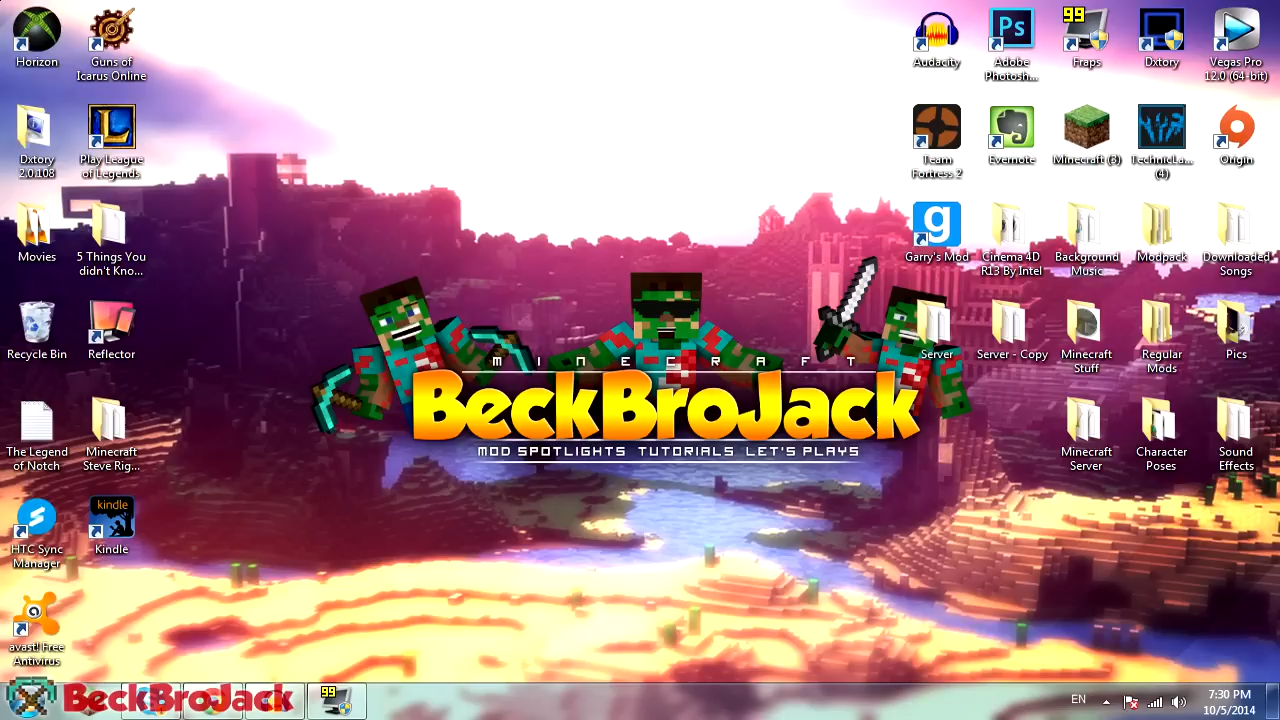 Horizon
Guns of
Icarus Online
Audacity
Ps
Adobe
Photosh...
99
Fraps
Dxtory
Vegas Pro
12.0 (64-bit)
Dxtory
2.0.108
L
Play League
of Legends
Team
Fortress 2
Evernote
Minecraft (3)
TechnicLa...
(4)
Origin
Movies
5 Things You
didn't Kno...
g
Garry's Mod
Cinema 4D
R13 By Intel
Background
Music
Modpack
Downloaded
Songs
Recycle Bin
Reflector
Server
Server - Copy
Minecraft
Stuff
Regular
Mods
Pics
MINECRAFT
BeckBroJack
MOD SPOTLIGHTS TUTORIALS LET'S PLAYS
The Legend
of Notch
Minecraft
Steve Rig...
Minecraft
Server
Character
Poses
Sound
Effects
HTC Sync
Manager
kindle
Kindle
avast! Free
Antivirus
BeckBroJack
99
EN
7:30 PM
10/5/2014